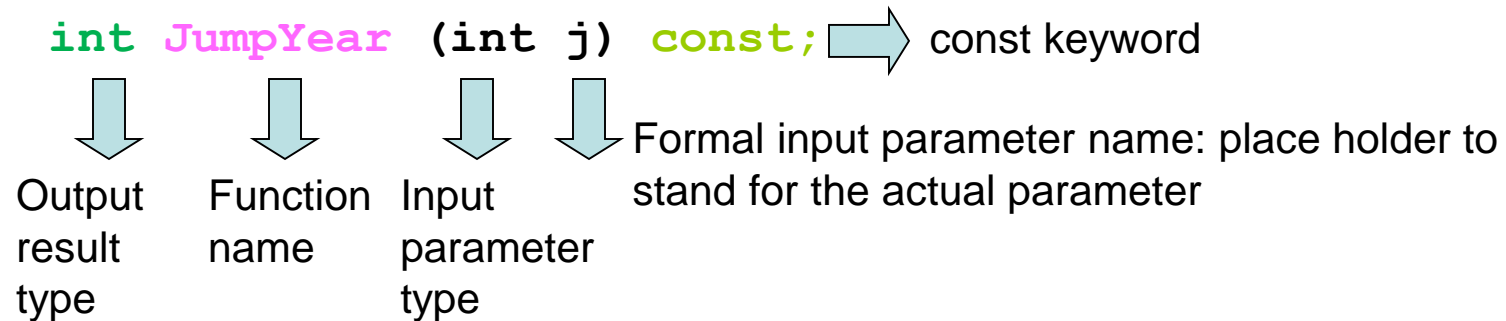 int JumpYear (int j) const; const keyword
Formal input parameter name: place holder to
stand for the actual parameter
Output
result
type
Function
name
Input
parameter
type